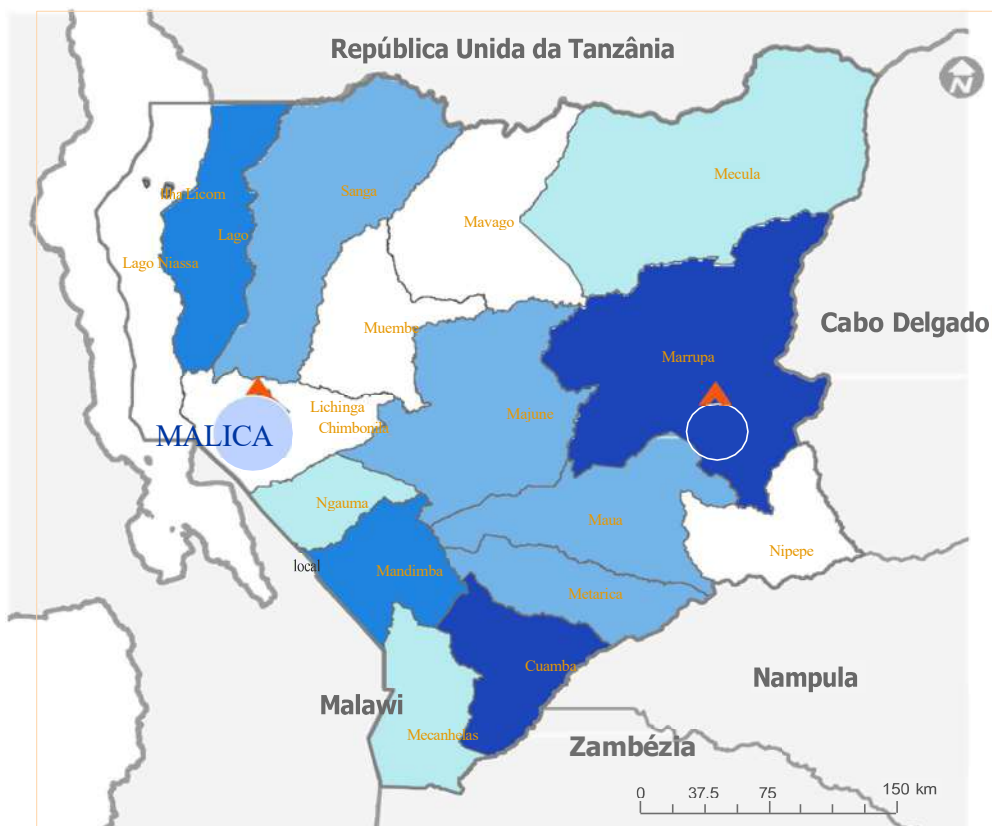 República Unida da Tanzânia
N
Mecula
Ilha Licom
Sanga
Mavago
Lago
Lago Niassa
Cabo Delgado
Muembe
Marrupa
Lichinga
Majune
Chimbonila
MALICA
Ngauma
Maua
Nipepe
local
Mandimba
Metarica
Cuamba
Nampula
Malawi
Mecanhelas
Zambézia
0 37.5 75 150 km